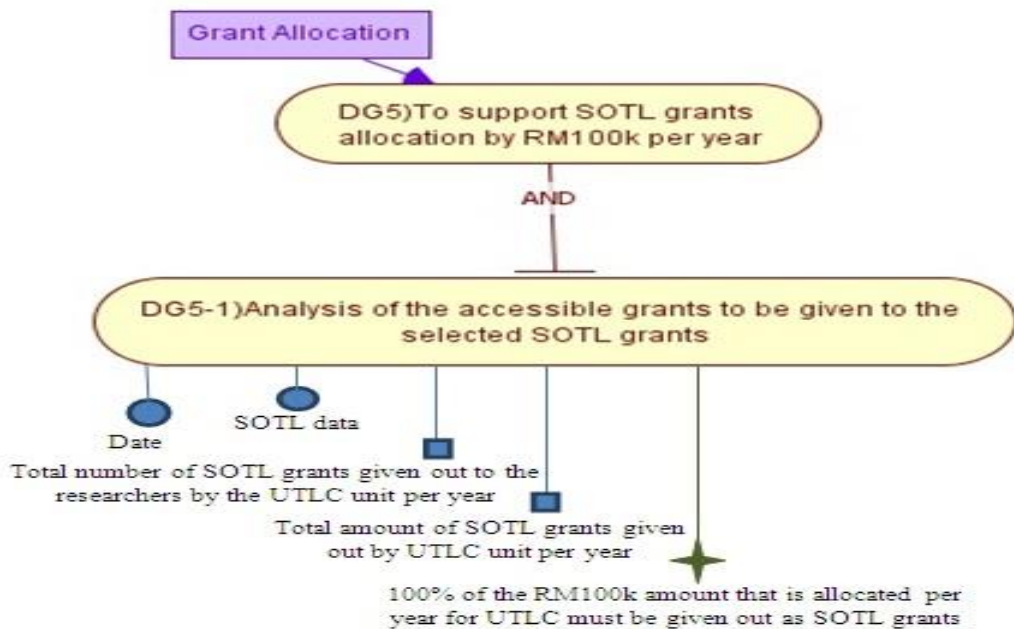 Grant Allocation
DG5)To support SOTL grants
allocation by RM100k per year
AND
DG5-1)Analysis of the accessible grants to be given to the
selected SOTL grants
Date
SOTL data
Total number of SOTL grants given out to the
researchers by the UTLC unit per year
Total amount of SOTL grants given
out by UTLC unit per year
100% of the RM100k amount that is allocated per
year for UTLC must be given out as SOTL grants